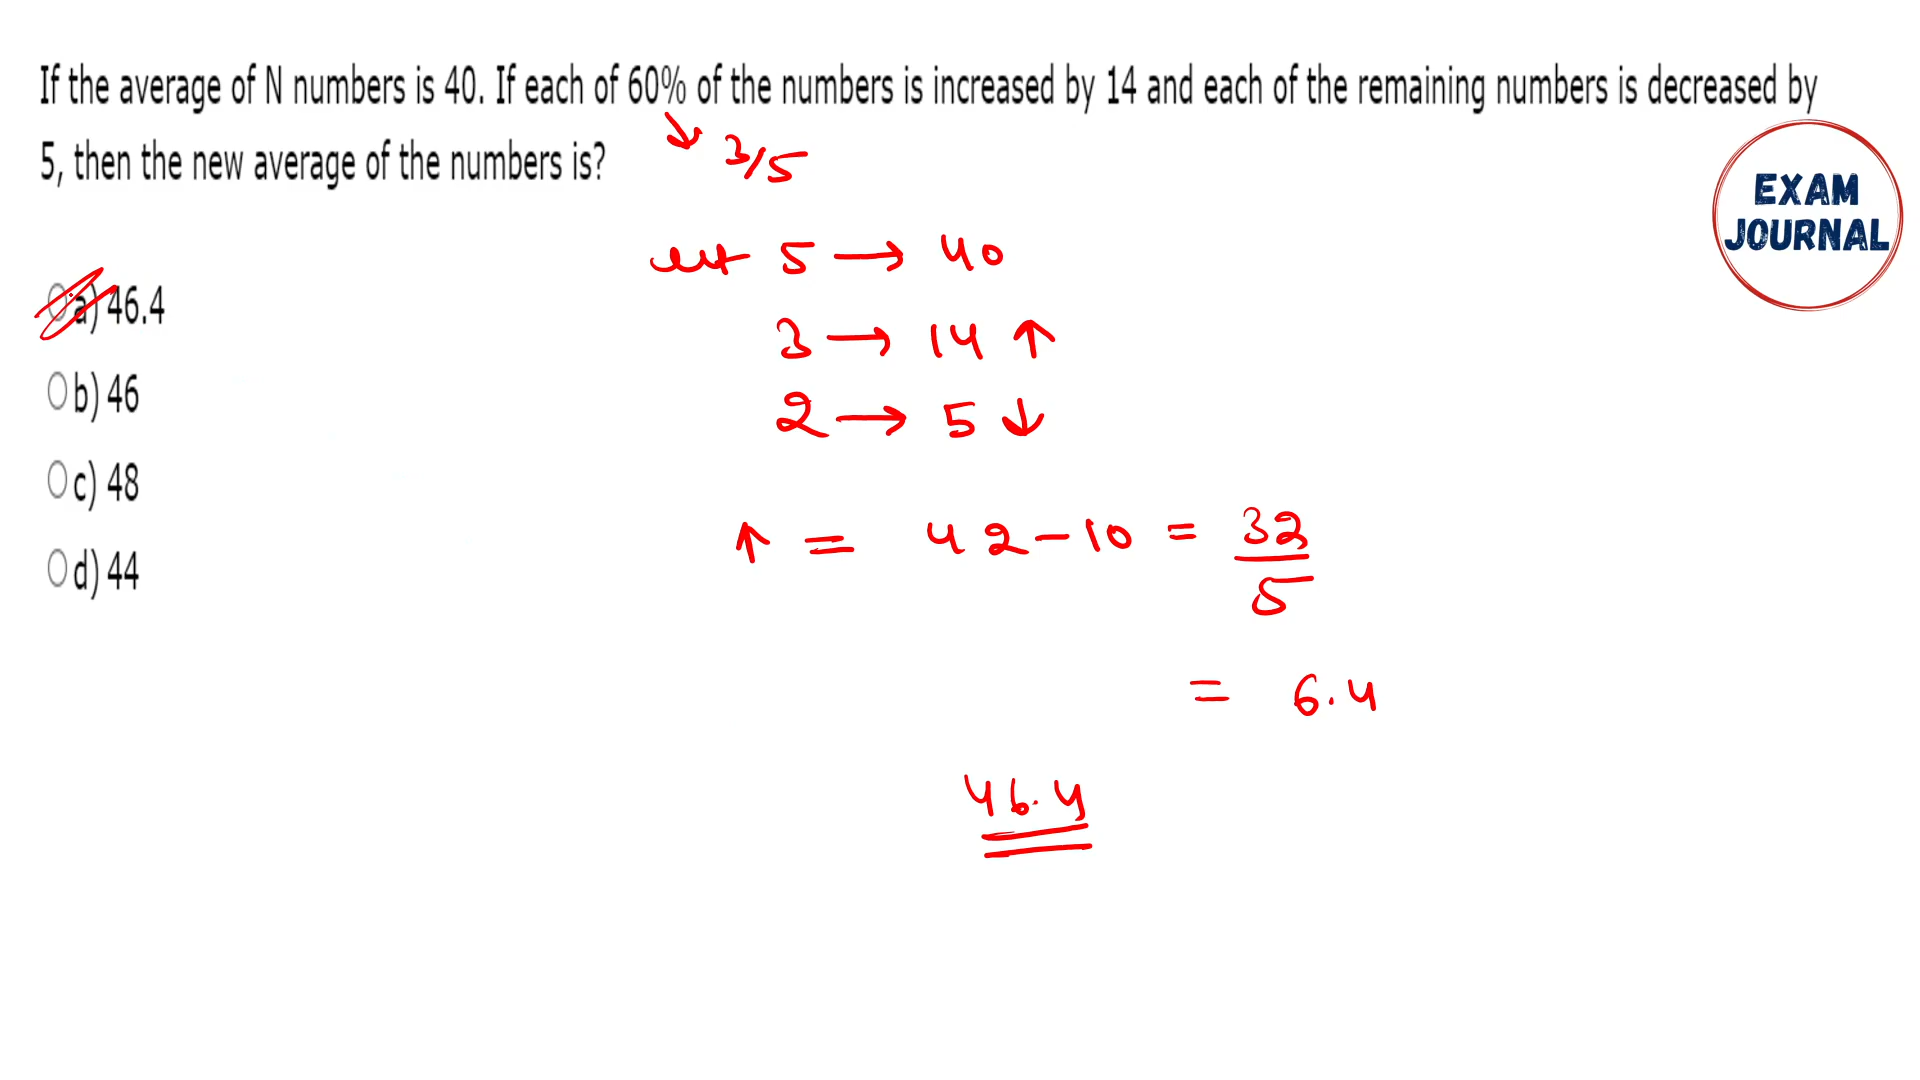 If the average of N numbers is 40. If each of 60% of the numbers is increased by 14 and each of the remaining numbers is decreased by
5, then the new average of the numbers is?
↓ 3/5
EXAM
JOURNAL
let 5 → 40
a) 46.4
3 → 14 ↑
b) 46
2 → 5 ↓
c) 48
↑ = 42 - 10 = 32/5
d) 44
= 6.4
46.4